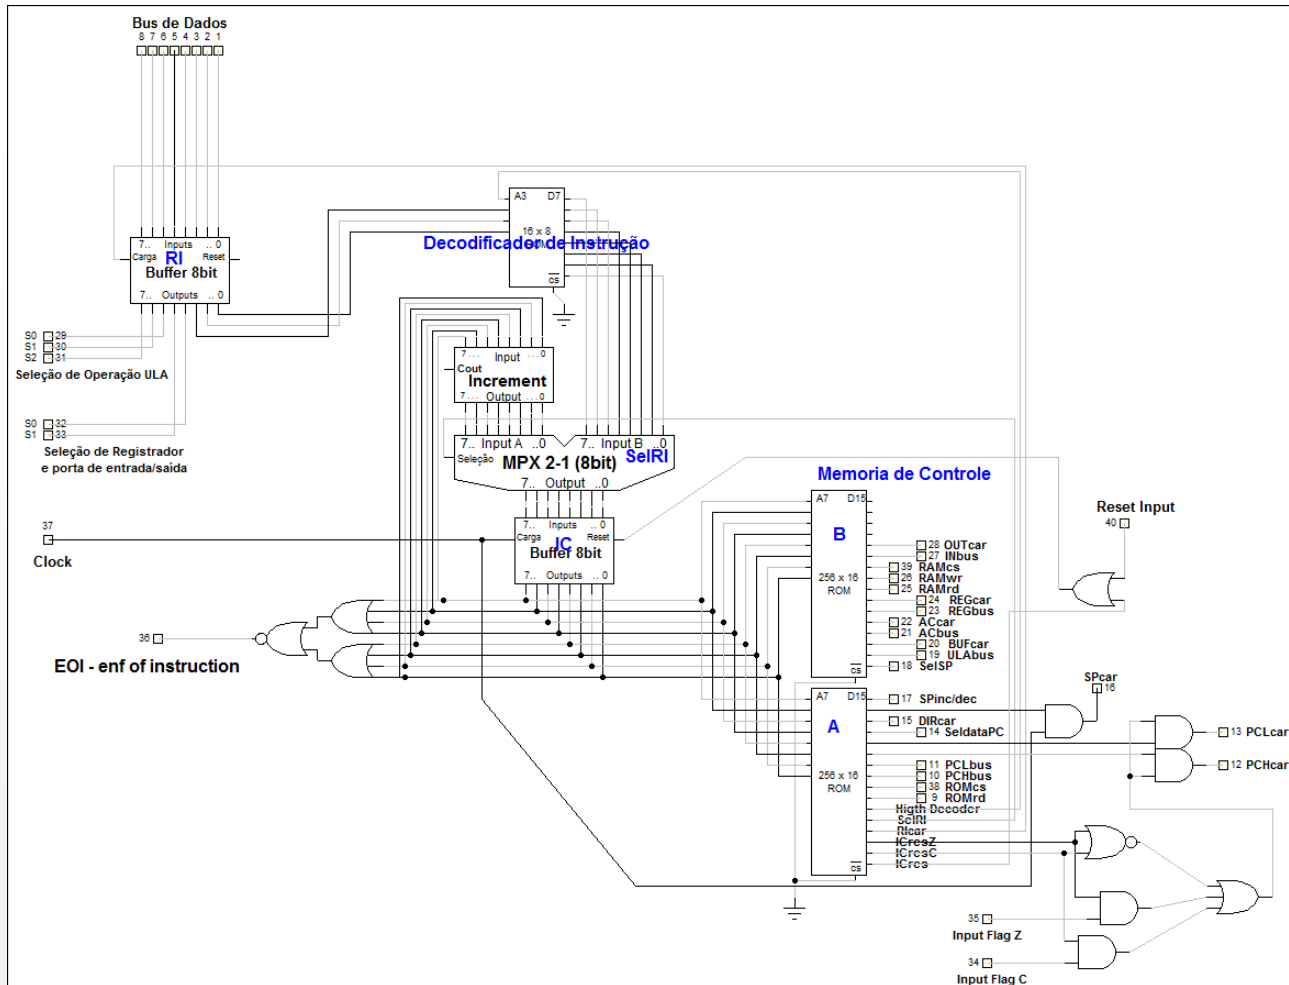 Bus de Dados
8 7 6 5 4 3 2 1
A3 D7
16 x 8
ROM
Decodificador de Instrução
cs
7.. Inputs .. 0
Carga RI Reset
Buffer 8bit
7.. Outputs .. 0
S0 29
S1 30
S2 31
Seleção de Operação ULA
S0 32
S1 33
Seleção de Registrador
e porta de entrada/saída
7 ... Input ... 0
Cout
Increment
7 ... Output ... 0
7.. Input A ..0 7.. Input B ..0
Seleção
MPX 2-1 (8bit)
SelRI
7.. Output ..0
7.. Inputs .. 0
Carga IC Reset
Buffer 8bit
7.. Outputs .. 0
37
Clock
36
EOI - enf of instruction
Memoria de Controle
Reset Input
40
A7 D15
B
256 x 16
ROM
cs
28 OUTcar
27 INbus
39 RAMcs
26 RAMwr
25 RAMrd
24 REGcar
23 REGbus
22 ACcar
21 ACbus
20 BUFcar
19 ULAbus
18 SelSP
A7 D15
A
256 x 16
ROM
cs
17 SPinc/dec
SPcar
16
15 DIRcar
14 SeldataPC
13 PCLcar
12 PCHcar
11 PCLbus
10 PCHbus
38 ROMcs
9 ROMrd
Higth Decoder
SelRI
RIcar
ICresZ
ICresC
ICres
35
Input Flag Z
34
Input Flag C